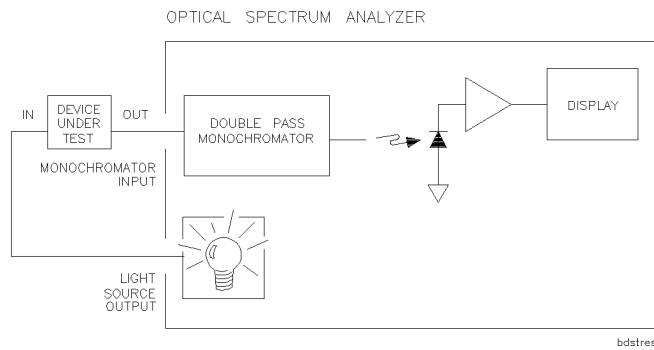 OPTICAL SPECTRUM ANALYZER
IN
DEVICE
UNDER
TEST
OUT
DOUBLE PASS
MONOCHROMATOR
DISPLAY
MONOCHROMATOR
INPUT
LIGHT
SOURCE
OUTPUT
bdstres